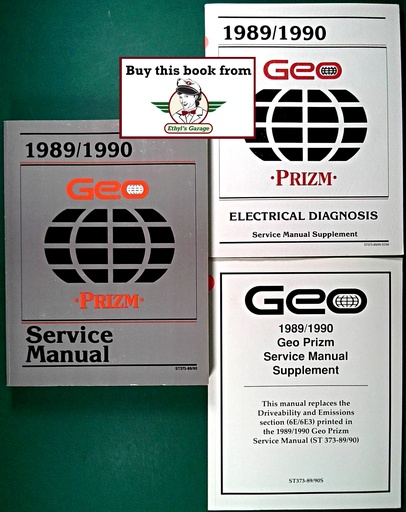 1989/1990
Geo
PRIZM
Service
Manual
ST373-89/90
Buy this book from
Ethyl's Garage
1989/1990
Geo
·PRIZM·
ELECTRICAL DIAGNOSIS
Service Manual Supplement
Geo
1989/1990
Geo Prizm
Service Manual
Supplement
This manual replaces the
Driveability and Emissions
section (6E/6E3) printed in
the 1989/1990 Geo Prizm
Service Manual (ST 373-89/90)
ST373-89/90S